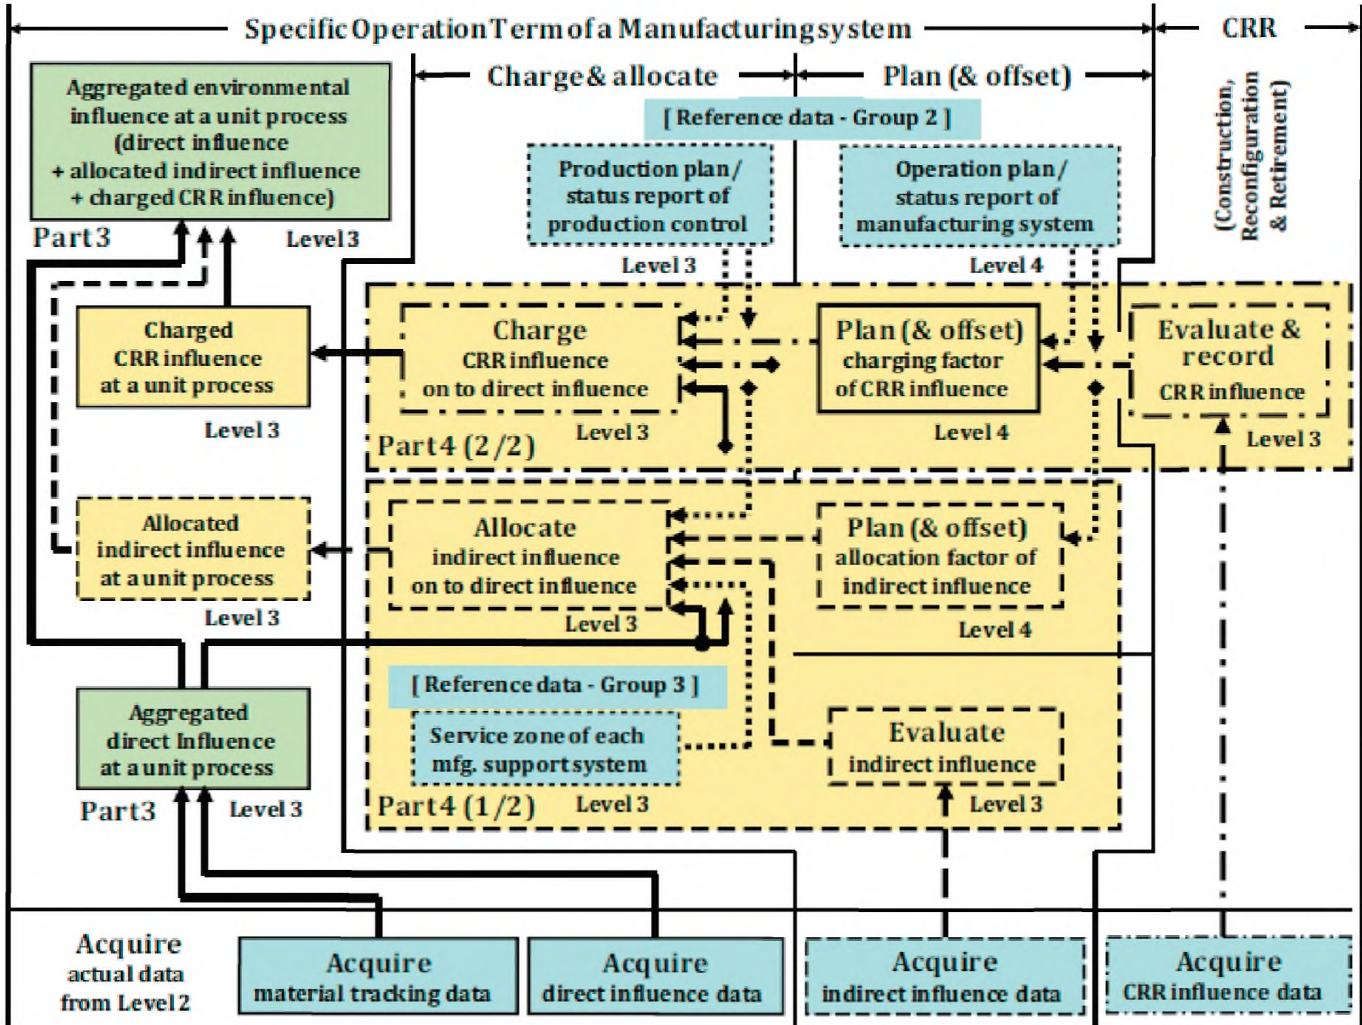 Specific Operation Term of a Manufacturing system
CRR
Charge & allocate
Plan (& offset)
(Construction,
Reconfiguration
& Retirement)
[ Reference data - Group 2 ]
Aggregated environmental
influence at a unit process
(direct influence
+ allocated indirect influence
+ charged CRR influence)
Part 3
Level 3
Production plan /
status report of
production control
Level 3
Operation plan /
status report of
manufacturing system
Level 4
Charged
CRR influence
at a unit process
Level 3
Charge
CRR influence
on to direct influence
Level 3
Part 4 (2/2)
Plan (& offset)
charging factor
of CRR influence
Level 4
Evaluate &
record
CRR influence
Level 3
Allocated
indirect influence
at a unit process
Level 3
Allocate
indirect influence
on to direct influence
Level 3
Plan (& offset)
allocation factor of
indirect influence
Level 4
[ Reference data - Group 3 ]
Aggregated
direct Influence
at a unit process
Part 3
Level 3
Service zone of each
mfg. support system
Level 3
Part 4 (1/2)
Evaluate
indirect influence
Level 3
Acquire
actual data
from Level 2
Acquire
material tracking data
Acquire
direct influence data
Acquire
indirect influence data
Acquire
CRR influence data